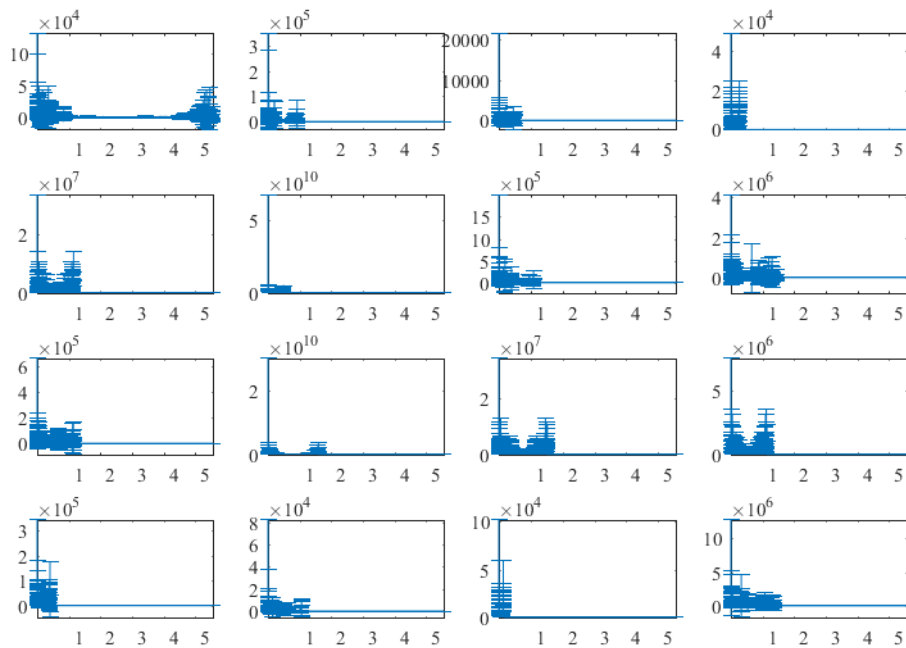 ×10⁴ ×10⁵ ×10⁴
10 3 20000 4
5 2 10000 2
0 1 0 0
0
1 2 3 4 5 1 2 3 4 5 1 2 3 4 5 1 2 3 4 5
×10⁷ ×10¹⁰ ×10⁵ ×10⁶
2 6 20 4
0 4 15 2
2 10 0
0 5
0
1 2 3 4 5 1 2 3 4 5 1 2 3 4 5 1 2 3 4 5
×10⁵ ×10¹⁰ ×10⁷ ×10⁶
6 2 2 5
4 0 0 0
2
0
1 2 3 4 5 1 2 3 4 5 1 2 3 4 5 1 2 3 4 5
×10⁵ ×10⁴ ×10⁴ ×10⁶
3 8 10 10
2 6 5 5
1 4 0 0
0 2
0
1 2 3 4 5 1 2 3 4 5 1 2 3 4 5 1 2 3 4 5